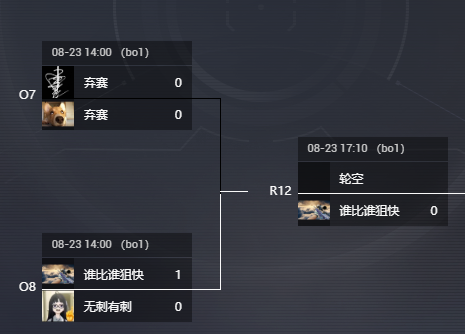 08-23 14:00 (bo1)
O7
弃赛 0
弃赛 0
08-23 17:10 (bo1)
R12
轮空
谁比谁狙快 0
08-23 14:00 (bo1)
O8
谁比谁狙快 1
无刺有刺 0